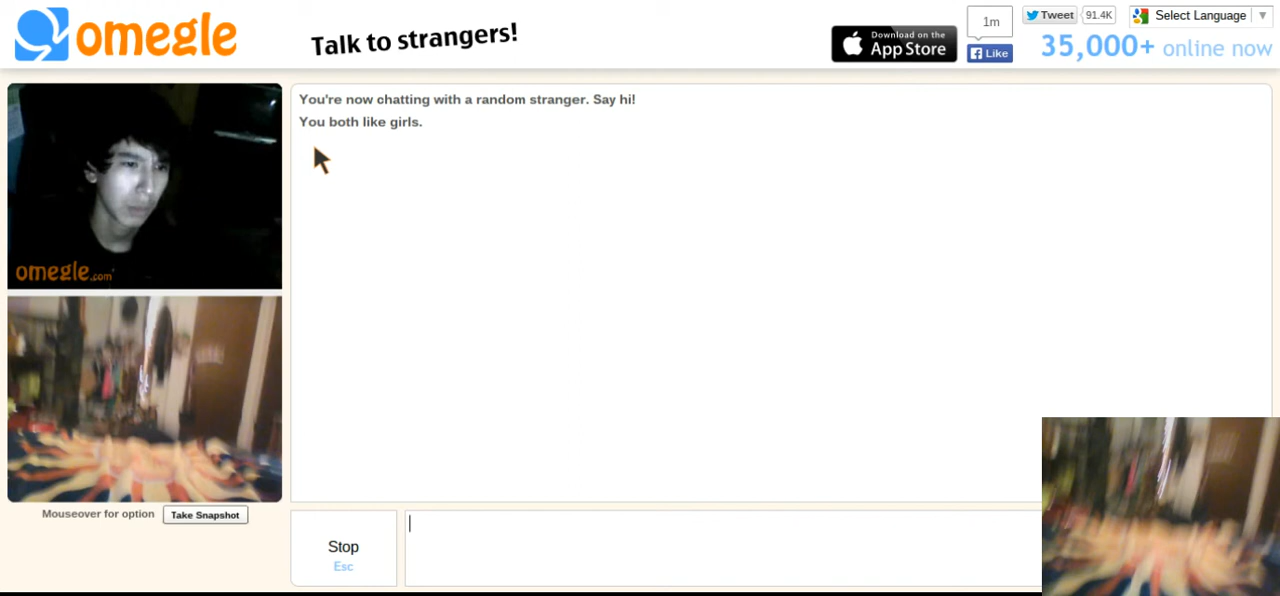 omegle
Talk to strangers!
Download on the
App Store
1m
Like
Tweet
91.4K
Select Language
35,000+ online now
You're now chatting with a random stranger. Say hi!
You both like girls.
omegle.com
Mouseover for option
Take Snapshot
Stop
Esc